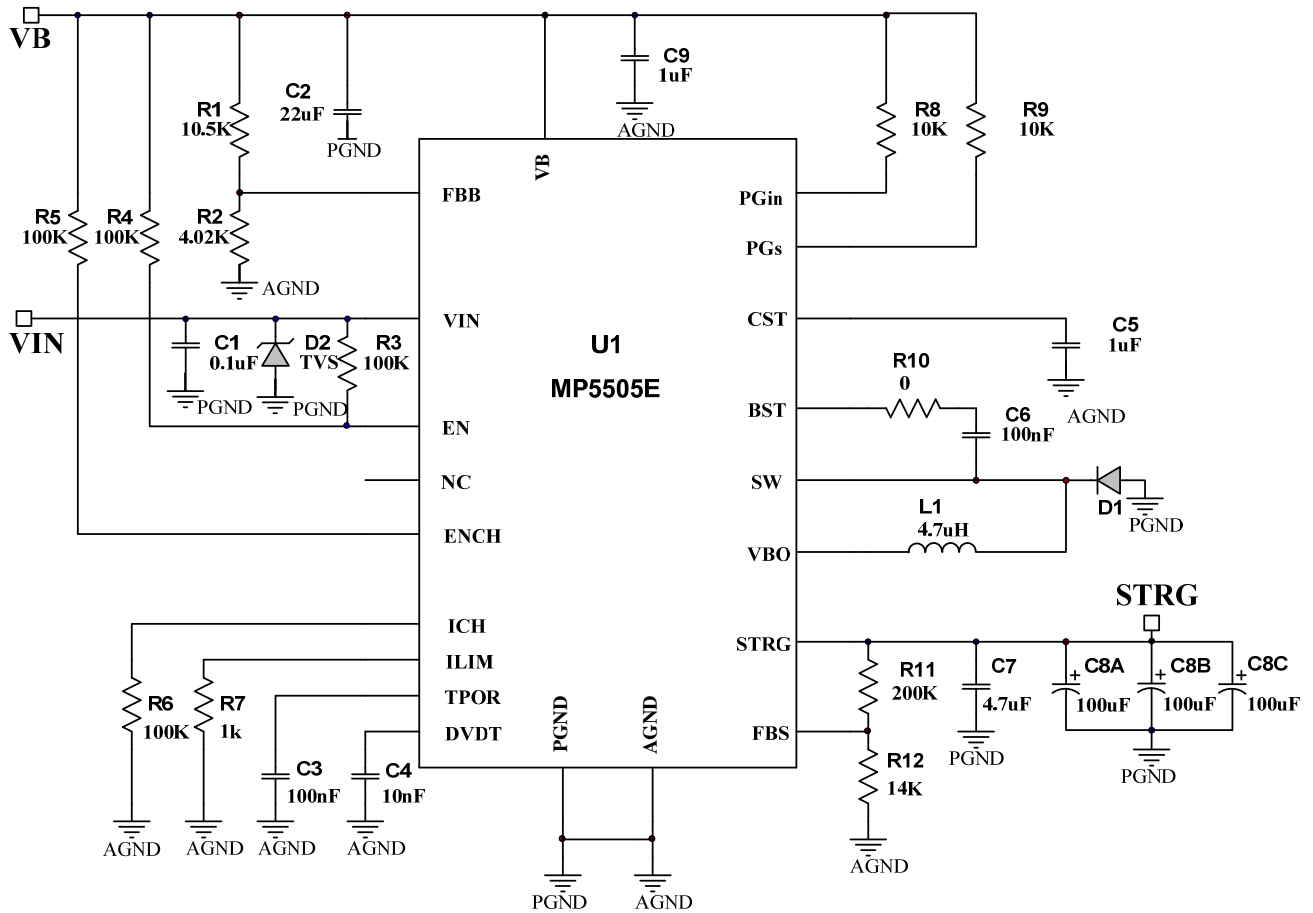 VB
R1
10.5K
C2
22uF
PGND
C9
1uF
AGND
R8
10K
R9
10K
VB
FBB
PGin
R5
100K
R4
100K
R2
4.02K
PGs
AGND
VIN
C1
0.1uF
PGND
D2
TVS
PGND
R3
100K
VIN
CST
C5
1uF
AGND
U1
MP5505E
R10
0
BST
C6
100nF
EN
NC
SW
D1
PGND
ENCH
L1
4.7uH
VBO
STRG
ICH
STRG
ILIM
R11
200K
C7
4.7uF
PGND
C8A
100uF
C8B
100uF
C8C
100uF
PGND
R6
100K
R7
1k
TPOR
DVDT
PGND
AGND
FBS
R12
14K
AGND
C3
100nF
C4
10nF
AGND
AGND
AGND
AGND
PGND
AGND